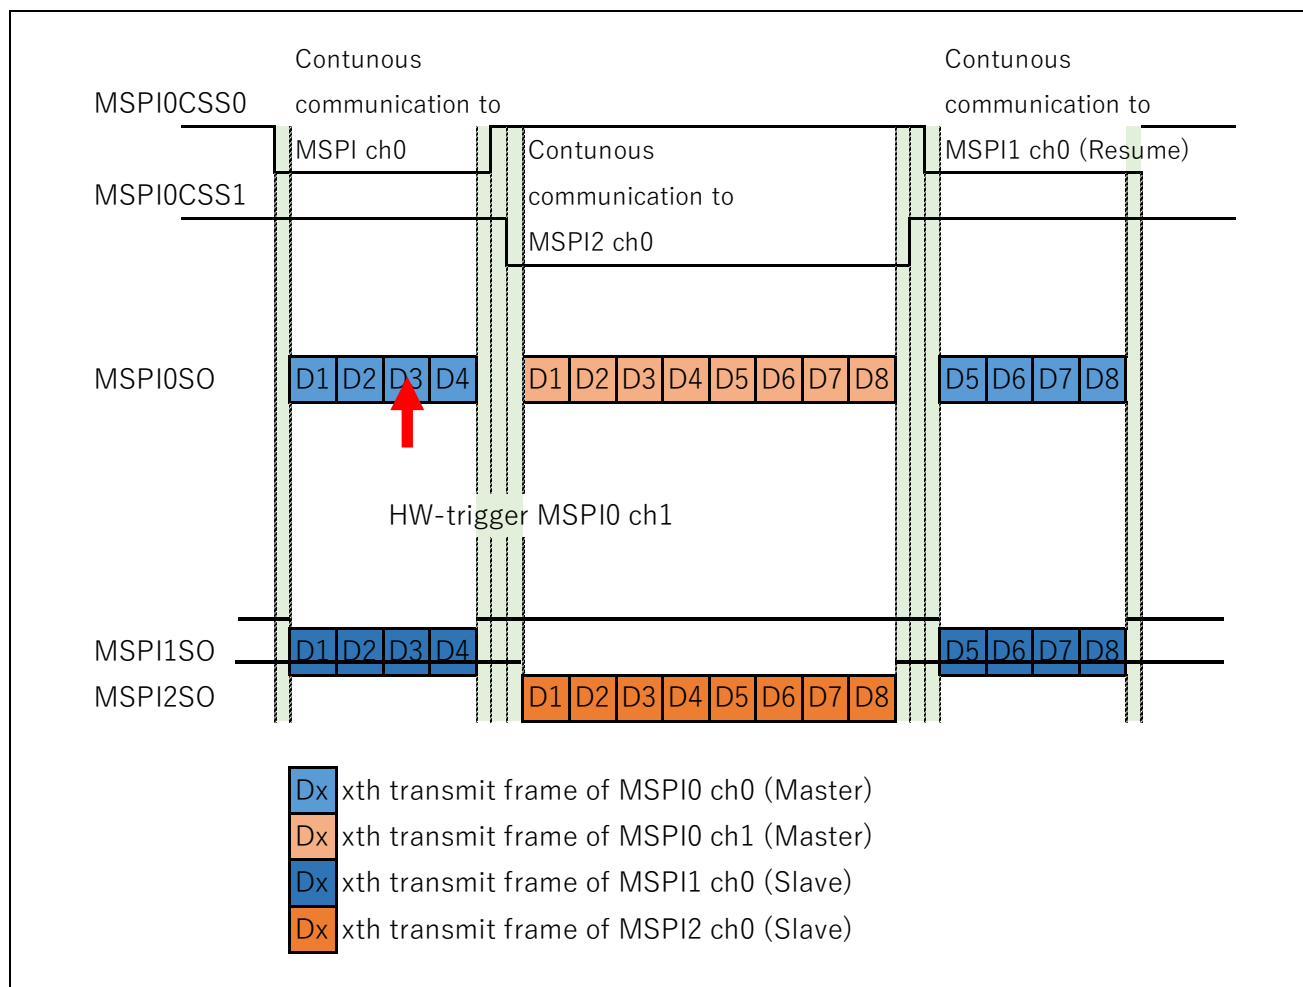 Contunous
communication to
MSPI ch0
Contunous
communication to
MSPI1 ch0 (Resume)
MSPI0CSS0
Contunous
communication to
MSPI2 ch0
MSPI0CSS1
MSPI0SO
D1 D2 D3 D4 D1 D2 D3 D4 D5 D6 D7 D8 D5 D6 D7 D8
HW-trigger MSPI0 ch1
MSPI1SO
D1 D2 D3 D4 D5 D6 D7 D8
MSPI2SO
D1 D2 D3 D4 D5 D6 D7 D8
Dx xth transmit frame of MSPI0 ch0 (Master)
Dx xth transmit frame of MSPI0 ch1 (Master)
Dx xth transmit frame of MSPI1 ch0 (Slave)
Dx xth transmit frame of MSPI2 ch0 (Slave)